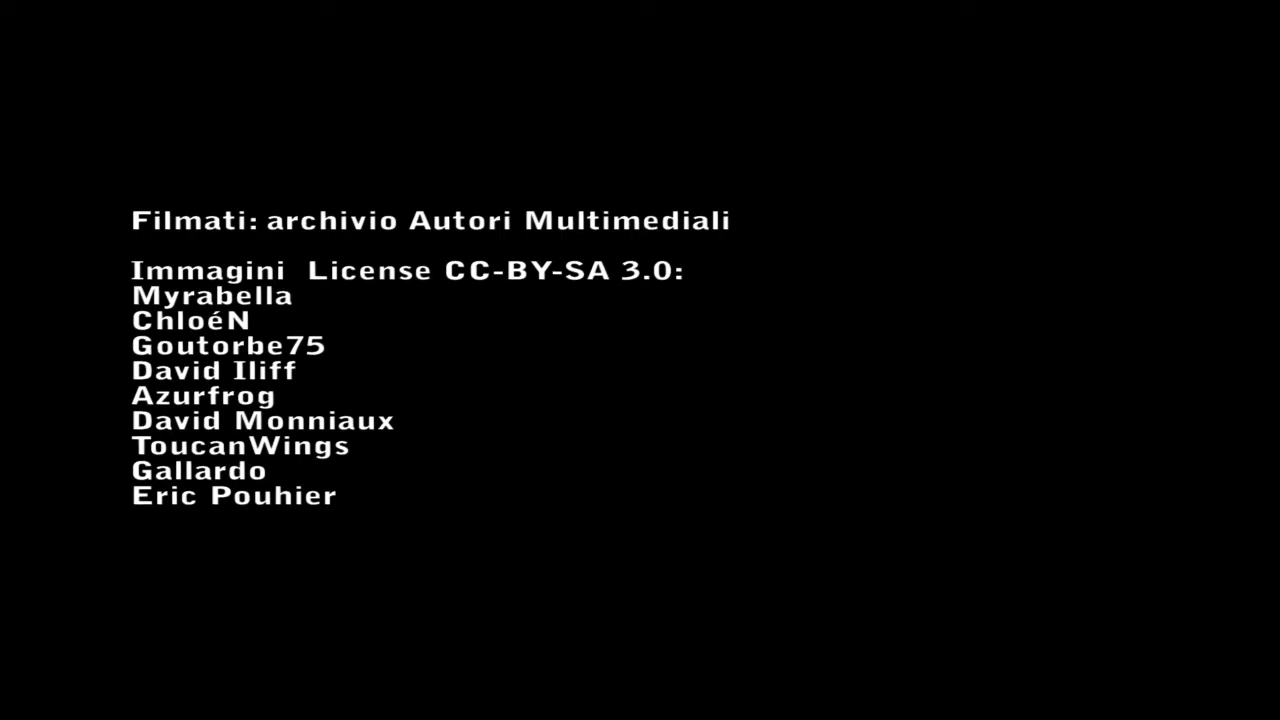 Filmati: archivio Autori Multimediali
Immagini  License CC-BY-SA 3.0:
Myrabella
ChloéN
Goutorbe75
David Iliff
Azurfrog
David Monniaux
ToucanWings
Gallardo
Eric Pouhier